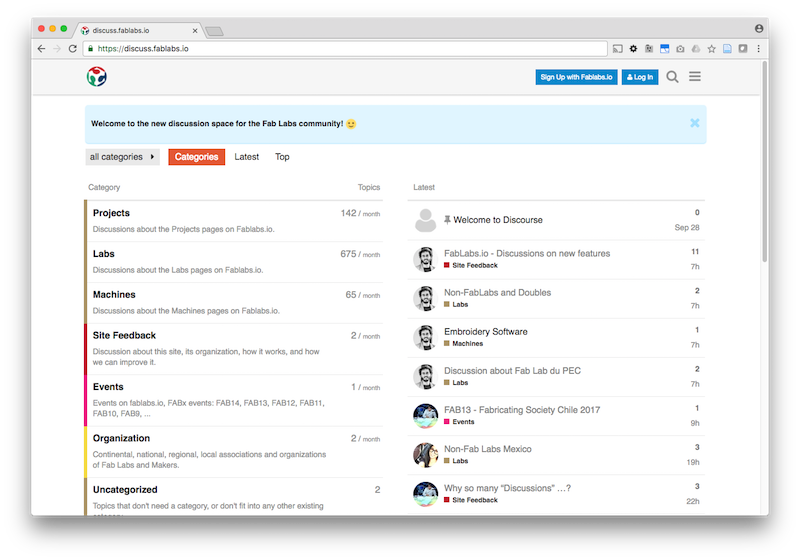 discuss.fablabs.io
https://discuss.fablabs.io
Sign Up with Fablabs.io
Log In
Welcome to the new discussion space for the Fab Labs community!
all categories
Categories
Latest
Top
Category
Topics
Projects
142 / month
Discussions about the Projects pages on Fablabs.io.
Labs
675 / month
Discussions about the Labs pages on Fablabs.io.
Machines
65 / month
Discussions about the Machines pages on Fablabs.io.
Site Feedback
2 / month
Discussion about this site, its organization, how it works, and how
we can improve it.
Events
1 / month
Events on fablabs.io, FABx events: FAB14, FAB13, FAB12, FAB11,
FAB10, FAB9, ...
Organization
2 / month
Continental, national, regional, local associations and organizations
of Fab Labs and Makers.
Uncategorized
2
Topics that don't need a category, or don't fit into any other existing
category.
Latest
Welcome to Discourse
0
Sep 28
FabLabs.io - Discussions on new features
11
Site Feedback
7h
Non-FabLabs and Doubles
2
Labs
7h
Embroidery Software
1
Machines
7h
Discussion about Fab Lab du PEC
2
Labs
7h
FAB13 - Fabricating Society Chile 2017
1
Events
9h
Non-Fab Labs Mexico
3
Labs
19h
Why so many “Discussions” …?
3
Site Feedback
22h